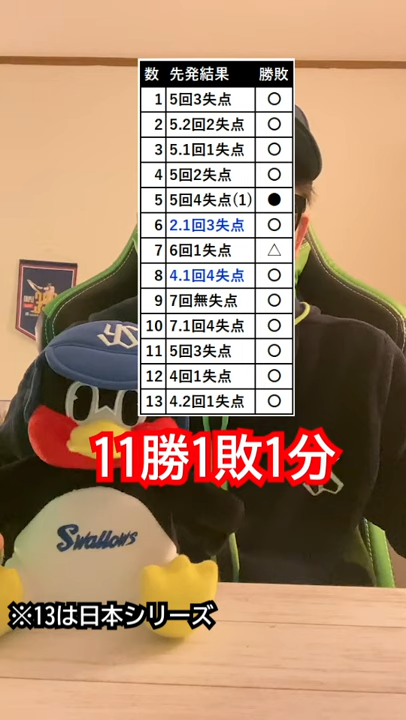 数 先発結果 勝敗
1 5回3失点 ○
2 5.2回2失点 ○
3 5.1回1失点 ○
4 5回2失点 ○
5 5回4失点(1) ●
6 2.1回3失点 ○
7 6回1失点 △
8 4.1回4失点 ○
9 7回無失点 ○
10 7.1回4失点 ○
11 5回3失点 ○
12 4回1失点 ○
13 4.2回1失点 ○
11勝1敗1分
YS
Swallows
※13は日本シリーズ